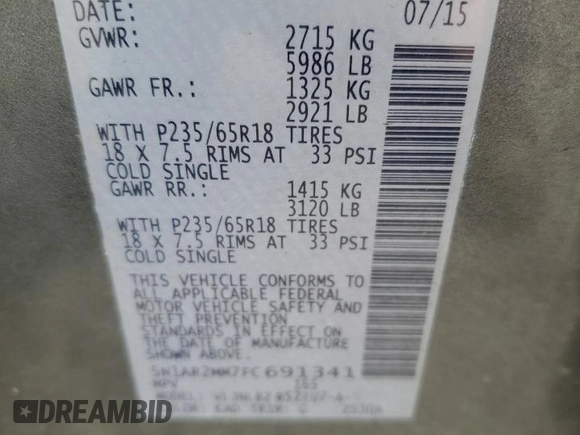 DATE: 07/15
GVWR: 2715 KG
5986 LB
GAWR FR.: 1325 KG
2921 LB
WITH P235/65R18 TIRES
18 X 7.5 RIMS AT 33 PSI
COLD SINGLE
GAWR RR.: 1415 KG
3120 LB
WITH P235/65R18 TIRES
18 X 7.5 RIMS AT 33 PSI
COLD SINGLE
THIS VEHICLE CONFORMS TO
ALL APPLICABLE FEDERAL
MOTOR VEHICLE SAFETY AND
THEFT PREVENTION
STANDARDS IN EFFECT ON
THE DATE OF MANUFACTURE
SHOWN ABOVE.
5N1AR2MM7FC691341
MPV